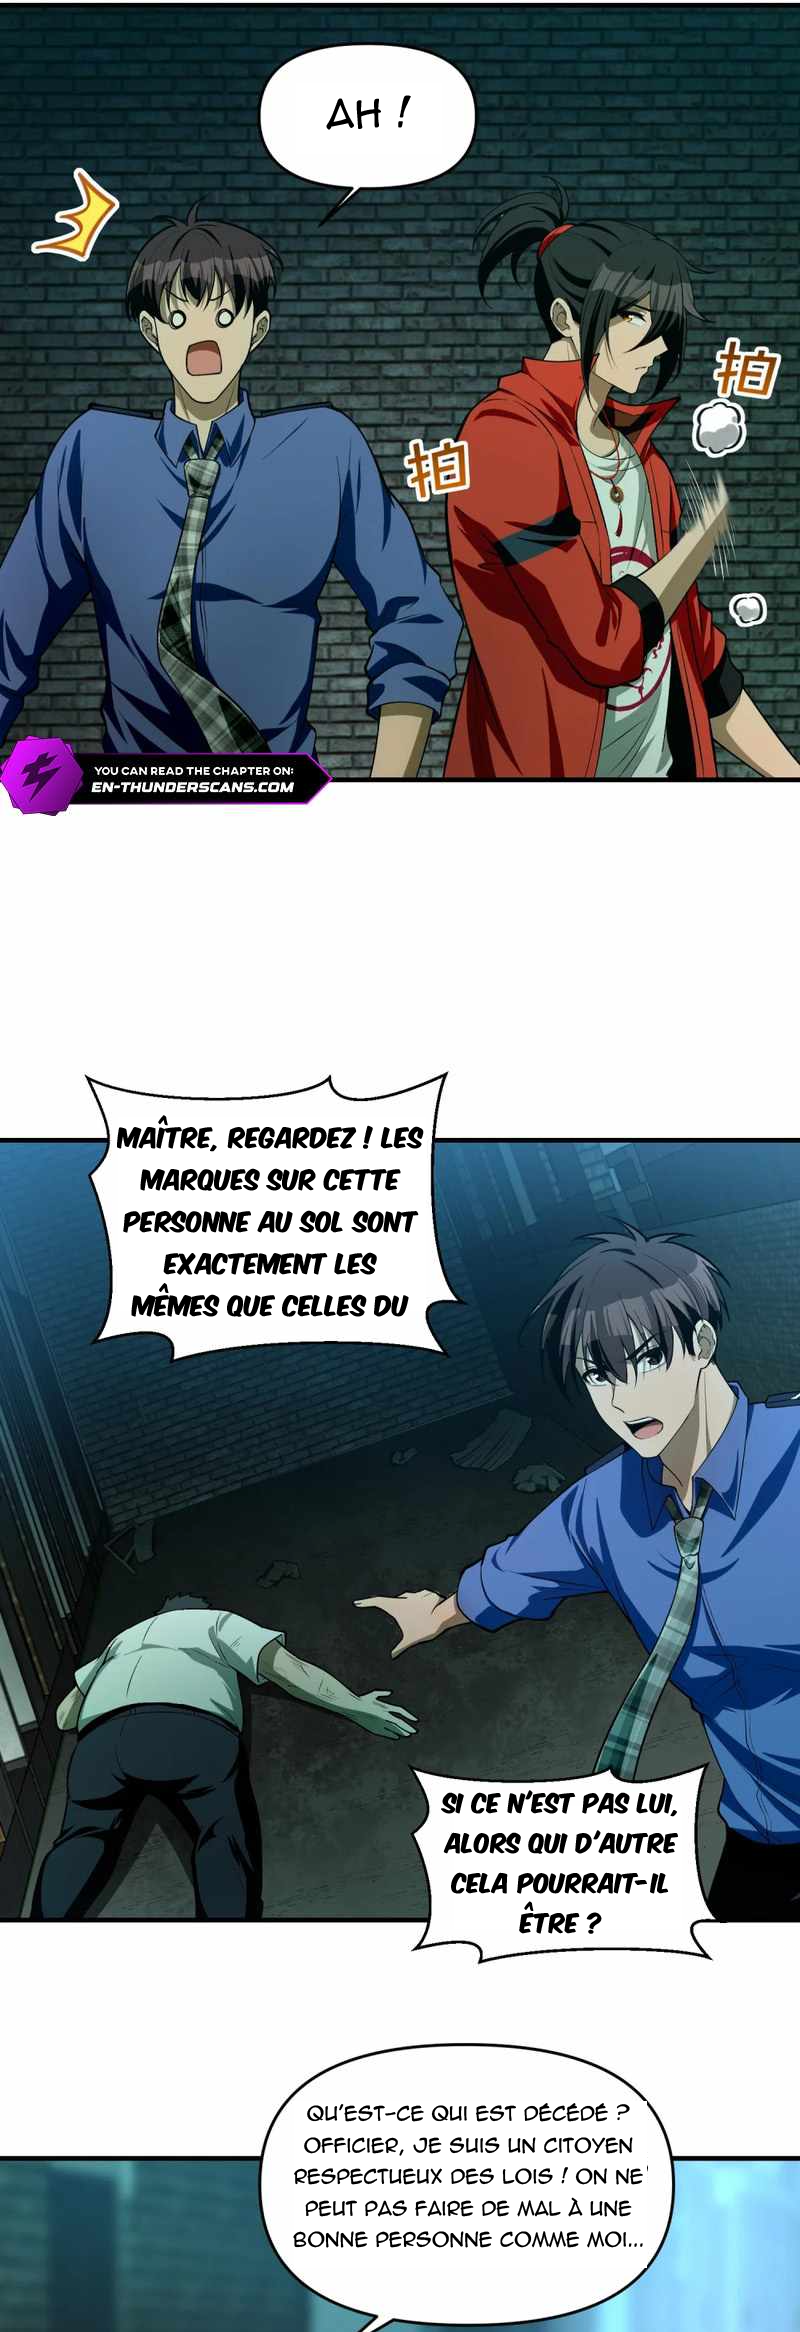 AH !
拍
拍
YOU CAN READ THE CHAPTER ON:
EN-THUNDERSCANS.COM
MAÎTRE, REGARDEZ ! LES
MARQUES SUR CETTE
PERSONNE AU SOL SONT
EXACTEMENT LES
MÊMES QUE CELLES DU
SI CE N'EST PAS LUI,
ALORS QUI D'AUTRE
CELA POURRAIT-IL
ÊTRE ?
QU'EST-CE QUI EST DÉCÉDÉ ?
OFFICIER, JE SUIS UN CITOYEN
RESPECTUEUX DES LOIS ! ON NE
PEUT PAS FAIRE DE MAL À UNE
BONNE PERSONNE COMME MOI...